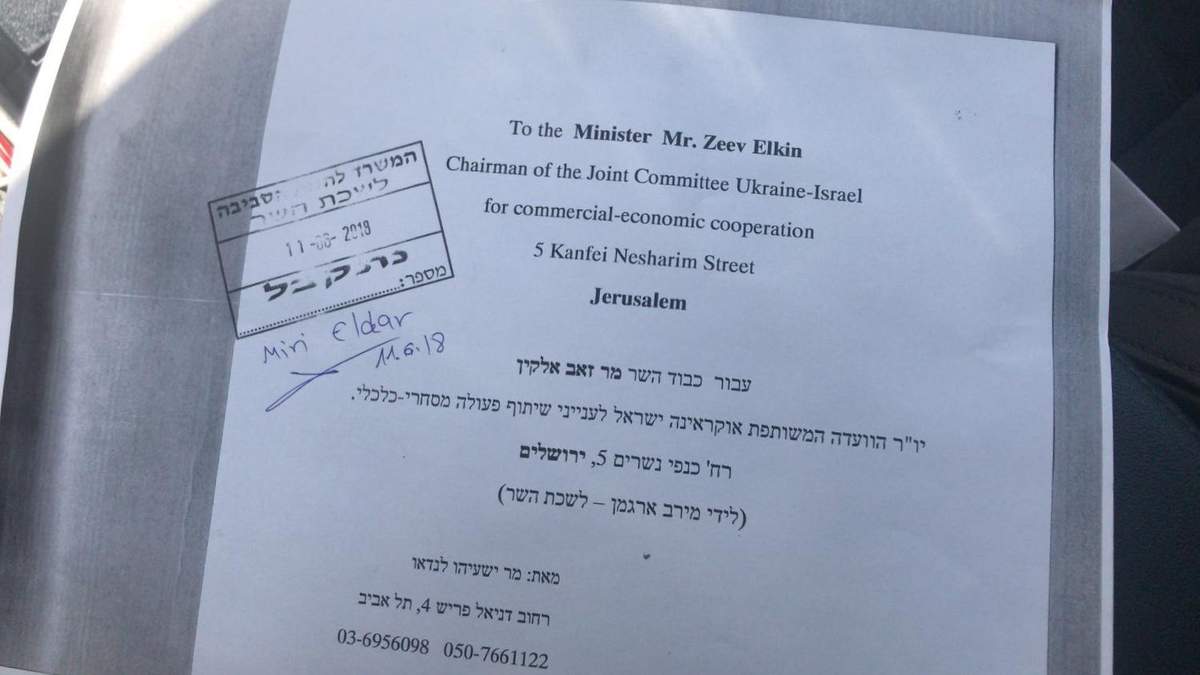 To the Minister Mr. Zeev Elkin
Chairman of the Joint Committee Ukraine-Israel
for commercial-economic cooperation
5 Kanfei Nesharim Street
Jerusalem
המשרד הסביבה
לשכת השר
11 -06- 2018
נתקבל
מספר:
Miri Eldar
11.6.18
עבור כבוד השר מר זאב אלקין
יו"ר הוועדה המשותפת אוקראינה ישראל לענייני שיתוף פעולה מסחרי-כלכלי.
רח' כנפי נשרים 5, ירושלים
(לידי מירב ארגמן – לשכת השר)
מאת: מר ישעיהו לנדאו
רחוב דניאל פריש 4, תל אביב
03-6956098 050-7661122